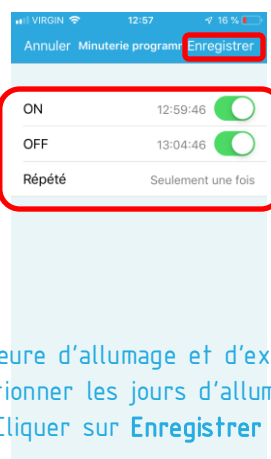 VIRGIN 12:57 16 %
Annuler Minuterie programm Enregistrer
ON 12:59:46
OFF 13:04:46
Répété Seulement une fois
eure d'allumage et d'ex
tionner les jours d'allum
Cliquer sur Enregistrer